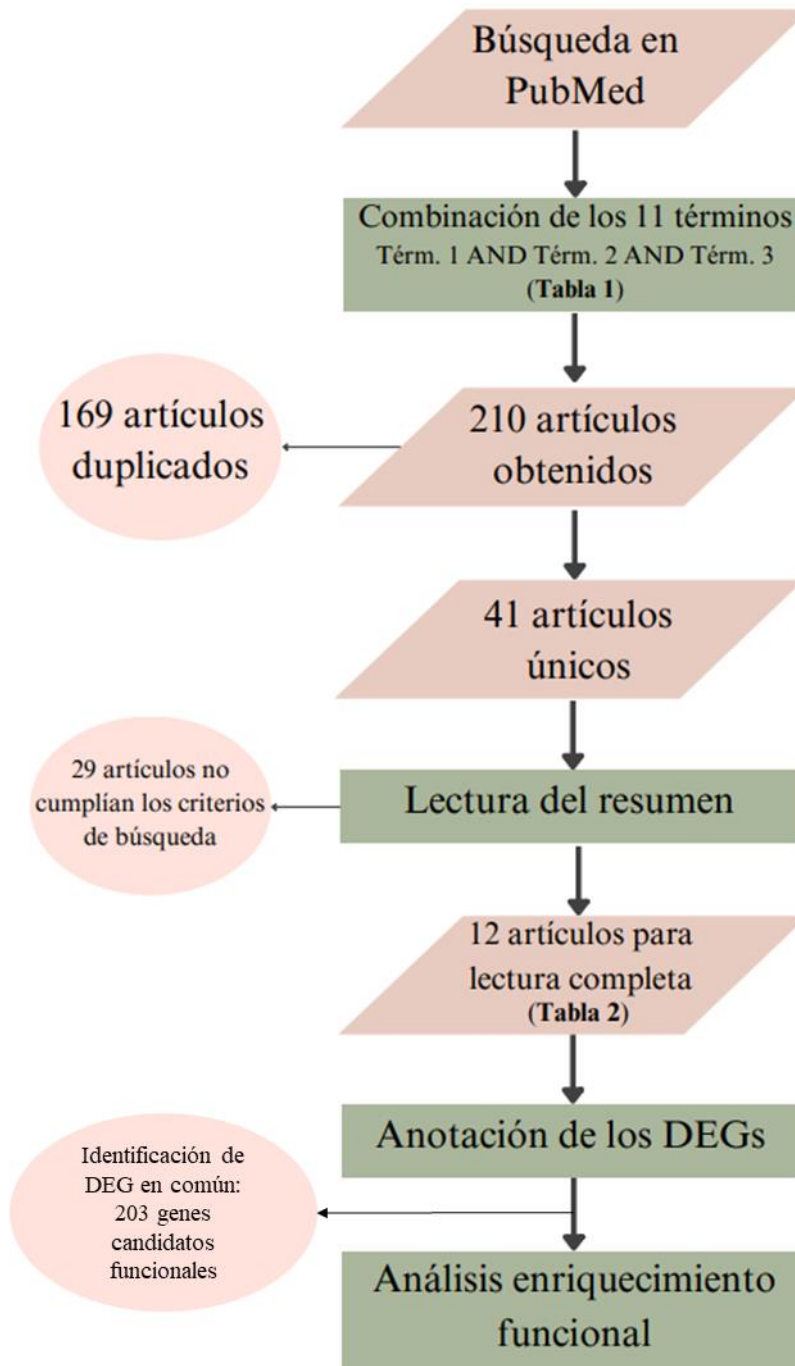 Búsqueda en
PubMed
Combinación de los 11 términos
Térm. 1 AND Térm. 2 AND Térm. 3
(Tabla 1)
169 artículos
duplicados
210 artículos
obtenidos
41 artículos
únicos
29 artículos no
cumplían los criterios
de búsqueda
Lectura del resumen
12 artículos para
lectura completa
(Tabla 2)
Anotación de los DEGs
Identificación de
DEG en común:
203 genes
candidatos
funcionales
Análisis enriquecimiento
funcional